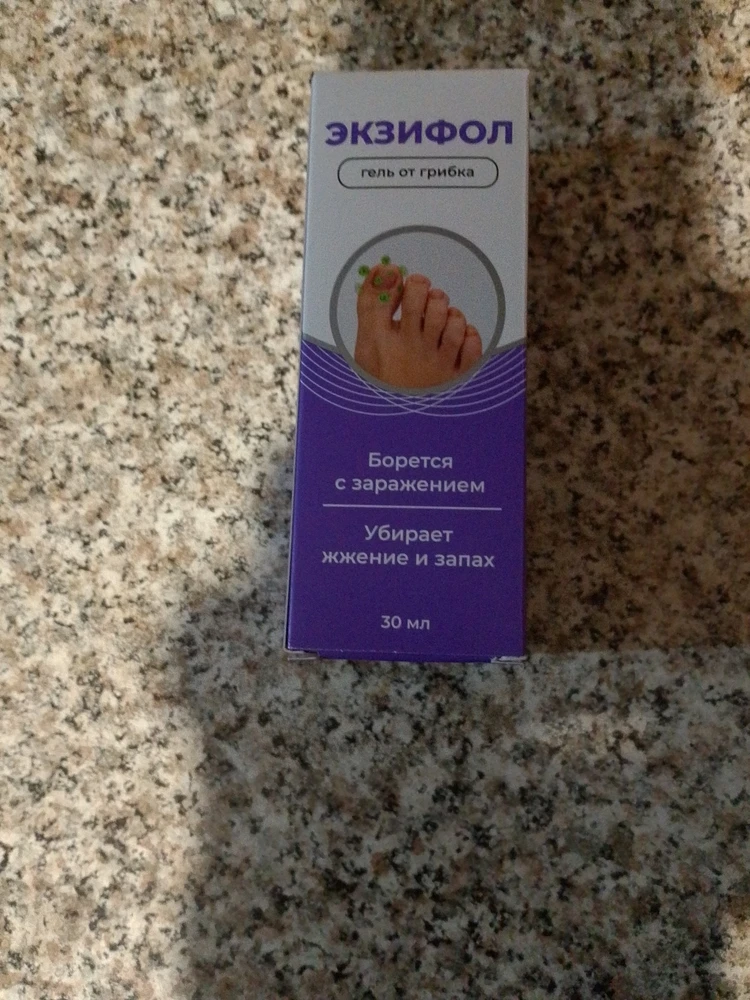 ЭКЗИФОЛ
гель от грибка
Борется
с заражением
Убирает
жжение и запах
30 мл